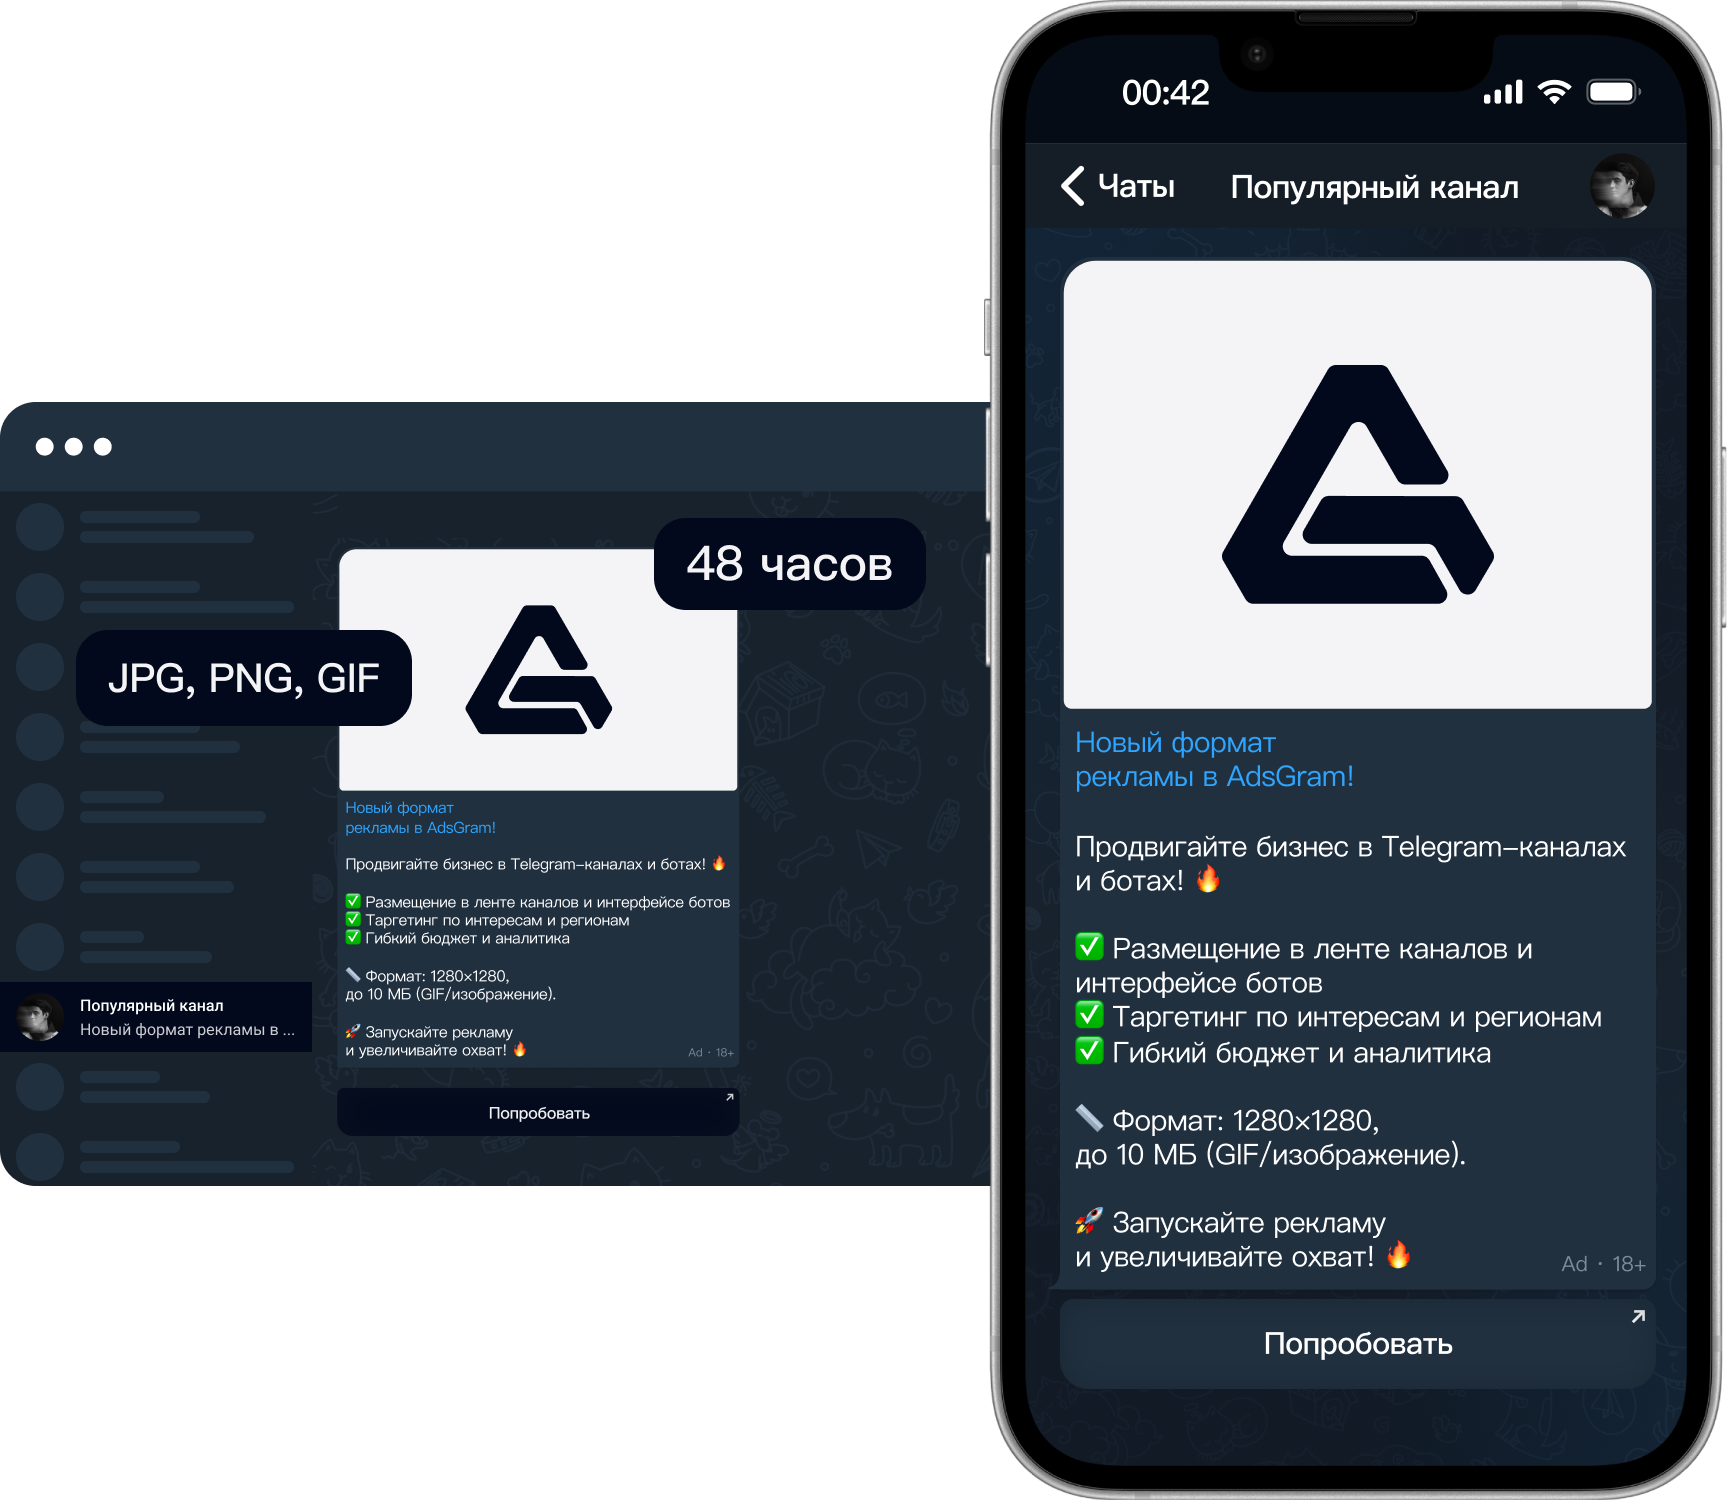 48 часов
JPG, PNG, GIF
Новый формат
рекламы в AdsGram!
Продвигайте бизнес в Telegram-каналах и ботах! 🔥
✅ Размещение в ленте каналов и интерфейсе ботов
✅ Таргетинг по интересам и регионам
✅ Гибкий бюджет и аналитика
📏 Формат: 1280×1280,
до 10 МБ (GIF/изображение).
🚀 Запускайте рекламу
и увеличивайте охват! 🔥
Ad · 18+
Попробовать
Популярный канал
Новый формат рекламы в ...
00:42
Чаты
Популярный канал
Новый формат
рекламы в AdsGram!
Продвигайте бизнес в Telegram-каналах
и ботах! 🔥
✅ Размещение в ленте каналов и
интерфейсе ботов
✅ Таргетинг по интересам и регионам
✅ Гибкий бюджет и аналитика
📏 Формат: 1280×1280,
до 10 МБ (GIF/изображение).
🚀 Запускайте рекламу
и увеличивайте охват! 🔥
Ad · 18+
Попробовать